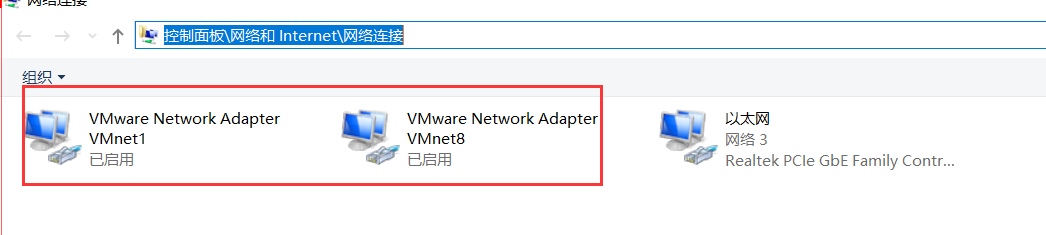 网络连接
控制面板\网络和 Internet\网络连接
组织
VMware Network Adapter
VMnet1
已启用
VMware Network Adapter
VMnet8
已启用
以太网
网络 3
Realtek PCIe GbE Family Contr...